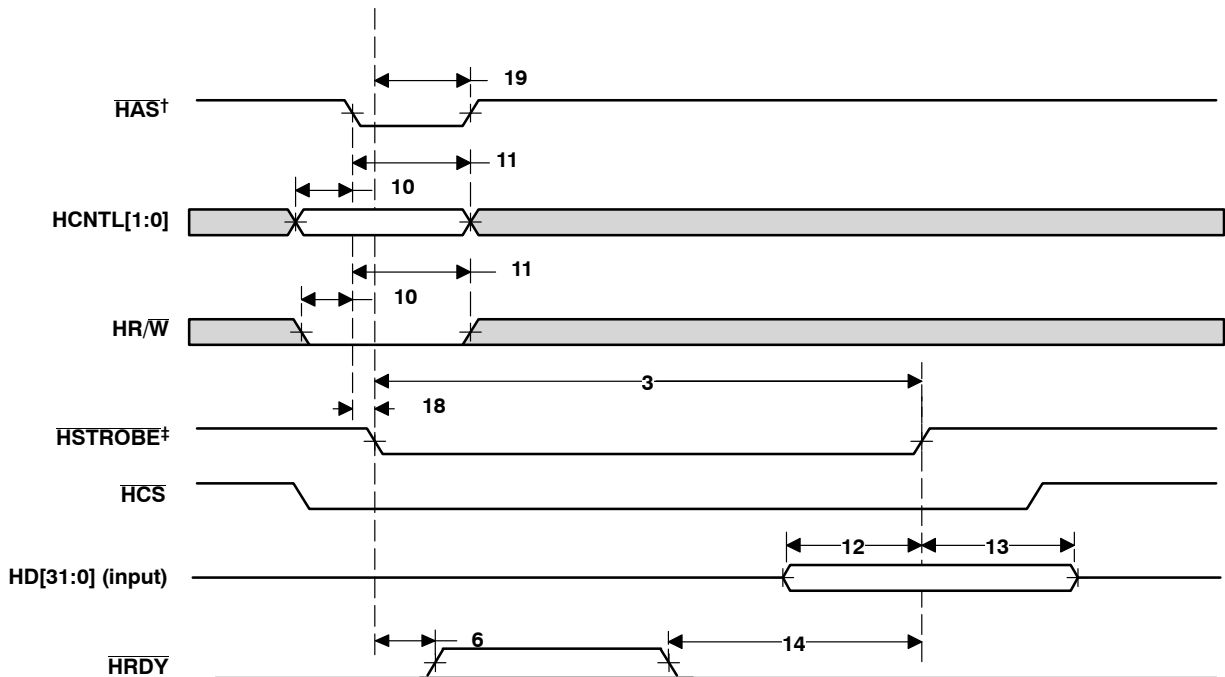 19
HAS†
11
10
HCNTL[1:0]
11
10
HR/W
3
18
HSTROBE‡
HCS
12
13
HD[31:0] (input)
6
14
HRDY